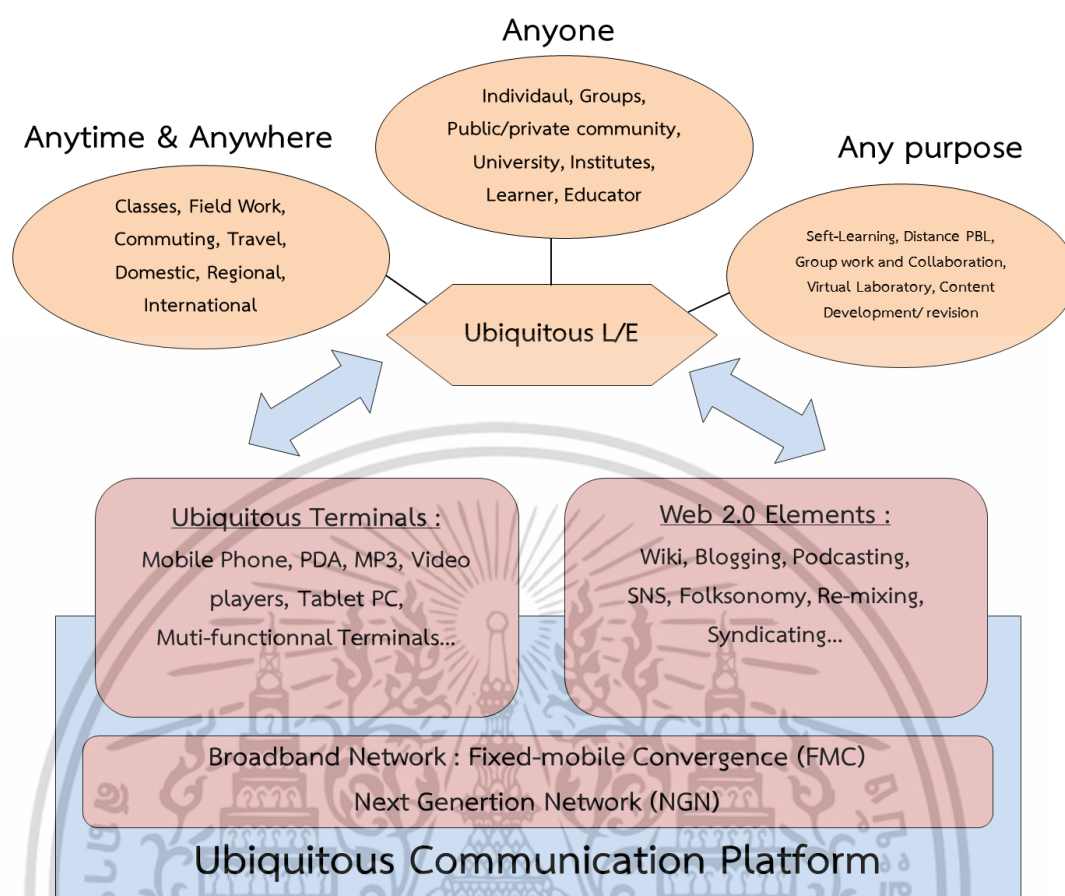 Anyone
Individaul, Groups,
Public/private community,
University, Institutes,
Learner, Educator
Anytime & Anywhere
Classes, Field Work,
Commuting, Travel,
Domestic, Regional,
International
Any purpose
Seft-Learning, Distance PBL,
Group work and Collaboration,
Virtual Laboratory, Content
Development/ revision
Ubiquitous L/E
Ubiquitous Terminals :
Mobile Phone, PDA, MP3, Video
players, Tablet PC,
Muti-functionnal Terminals...
Web 2.0 Elements :
Wiki, Blogging, Podcasting,
SNS, Folksonomy, Re-mixing,
Syndicating...
Broadband Network : Fixed-mobile Convergence (FMC)
Next Genertion Network (NGN)
Ubiquitous Communication Platform